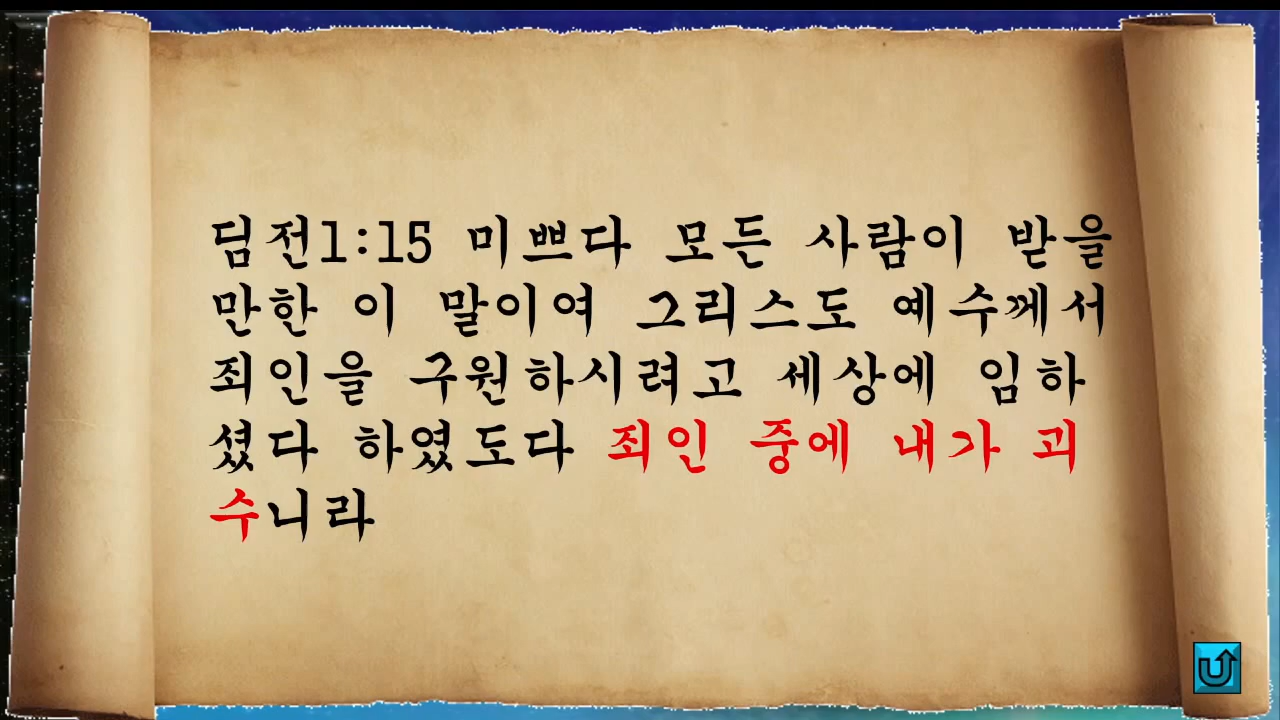 딤전1:15 미쁘다 모든 사람이 받을
만한 이 말이여 그리스도 예수께서
죄인을 구원하시려고 세상에 임하
셨다 하였도다 죄인 중에 내가 괴
수니라